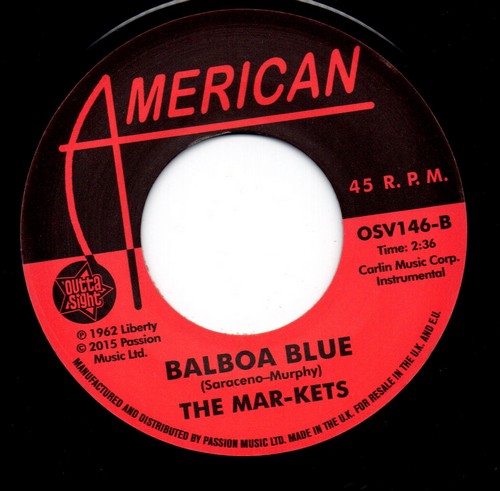 AMERICAN
45 R.P.M.
OSV146-B
Time: 2:36
Carlin Music Corp.
Instrumental
outta
sight
℗ 1962 Liberty
© 2015 Passion
Music Ltd.
BALBOA BLUE
(Saraceno–Murphy)
THE MAR-KETS
MANUFACTURED AND DISTRIBUTED BY PASSION MUSIC LTD. MADE IN THE U.K. FOR RESALE IN THE U.K. AND E.U.